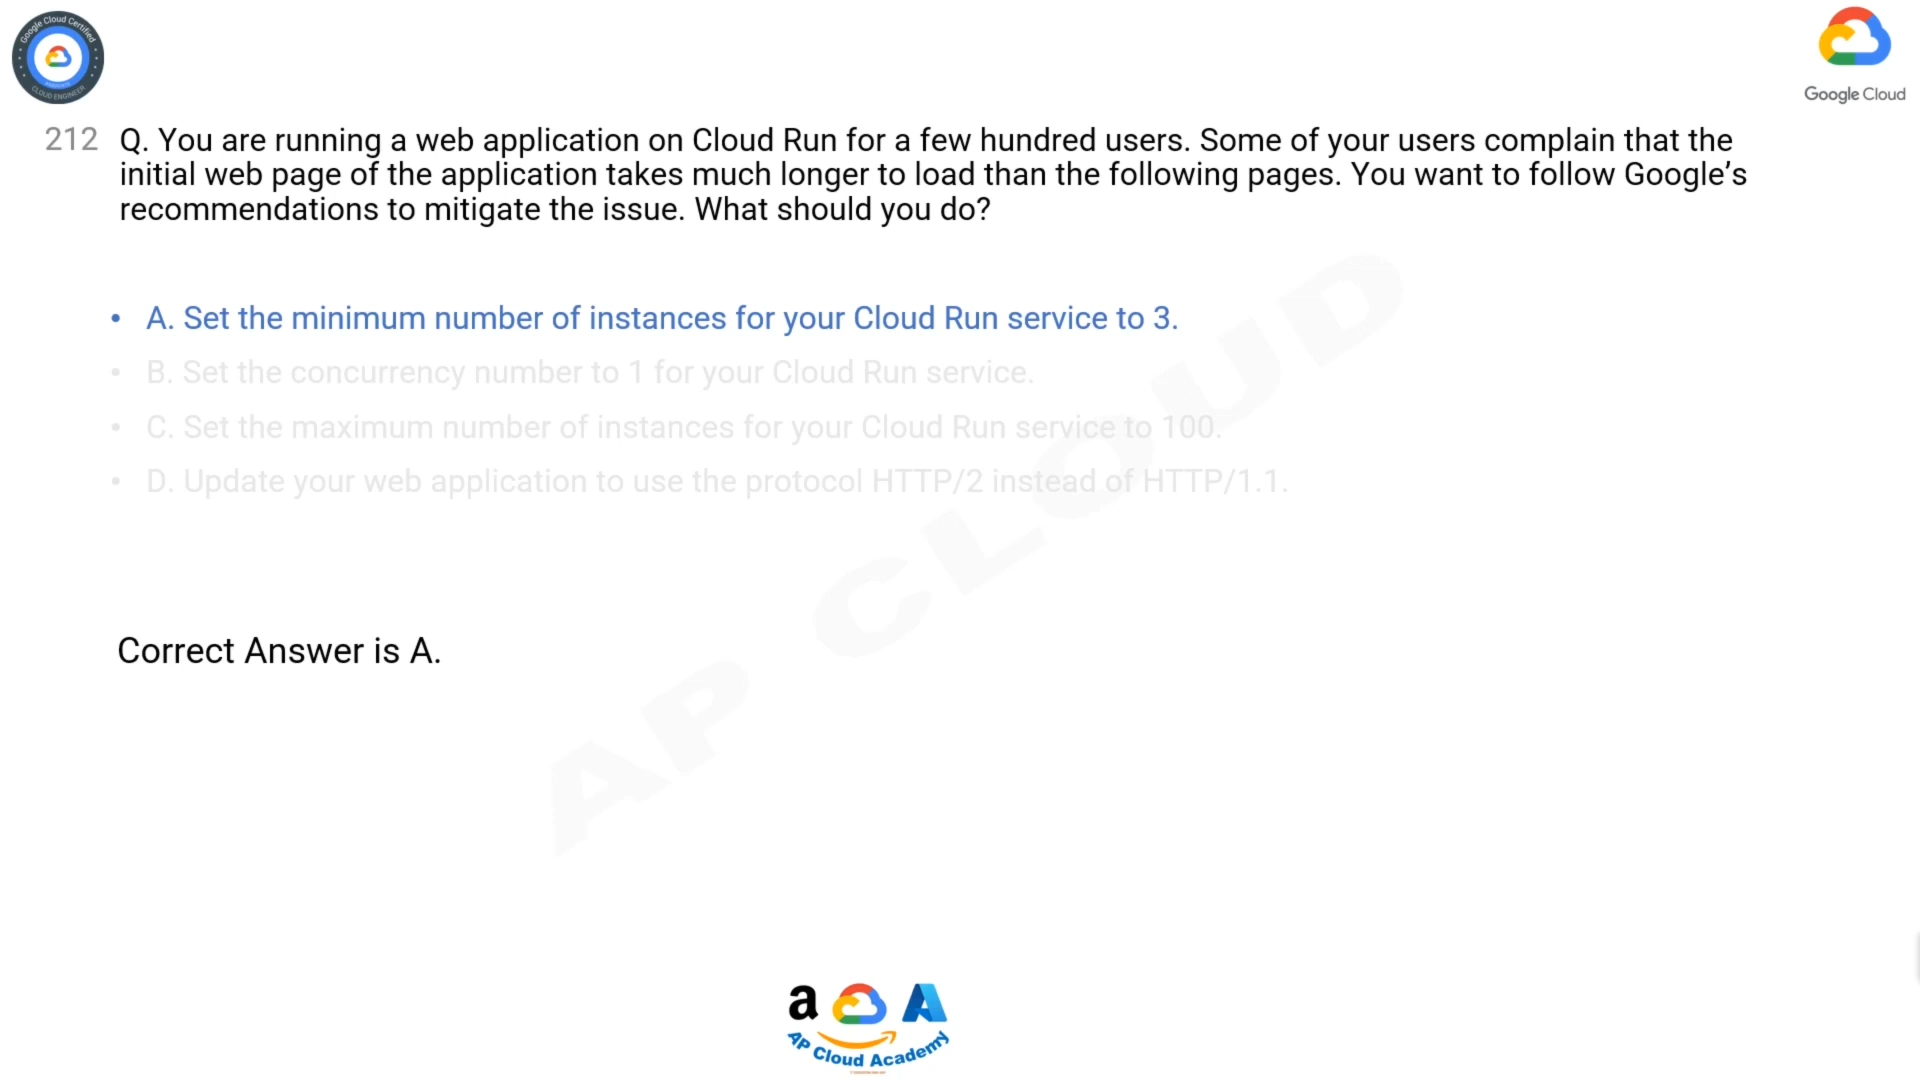 Google Cloud Certified
CLOUD ENGINEER
Google Cloud
212 Q. You are running a web application on Cloud Run for a few hundred users. Some of your users complain that the
initial web page of the application takes much longer to load than the following pages. You want to follow Google’s
recommendations to mitigate the issue. What should you do?
• A. Set the minimum number of instances for your Cloud Run service to 3.
• B. Set the concurrency number to 1 for your Cloud Run service.
• C. Set the maximum number of instances for your Cloud Run service to 100.
• D. Update your web application to use the protocol HTTP/2 instead of HTTP/1.1.
AP CLOUD
Correct Answer is A.
a A
AP Cloud Academy